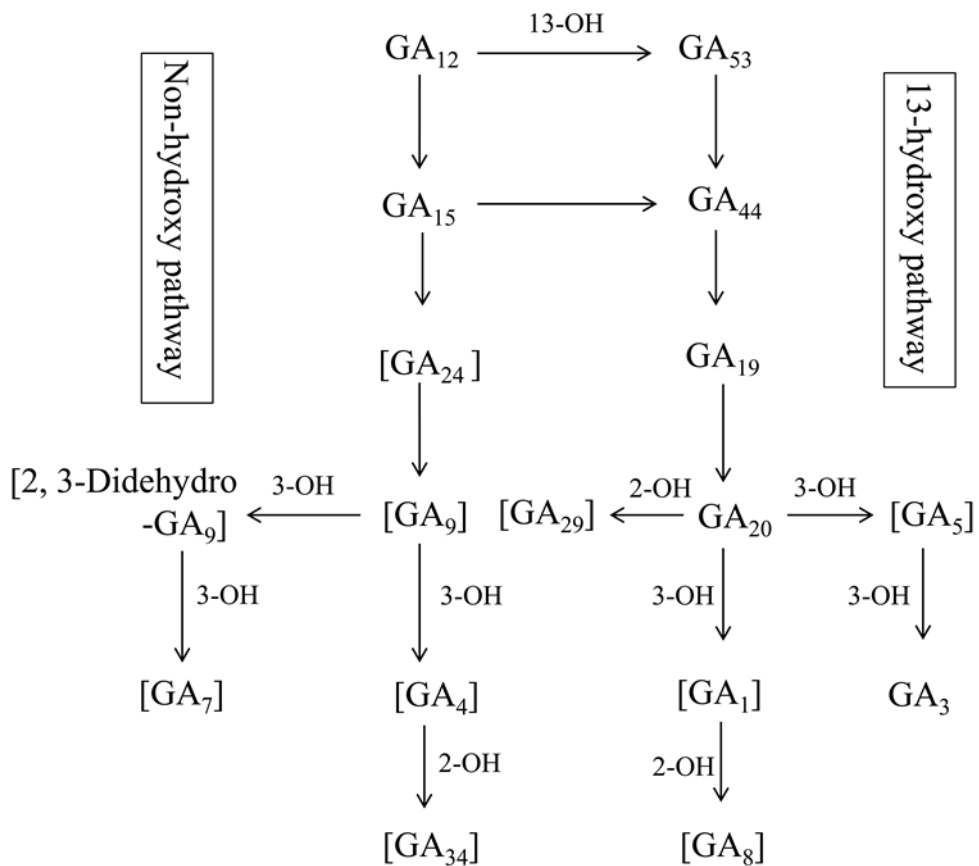 13-OH
GA₁₂
GA₅₃
Non-hydroxy pathway
13-hydroxy pathway
GA₁₅
GA₄₄
[GA₂₄]
GA₁₉
[2, 3-Didehydro
-GA₉]
3-OH
[GA₉]
[GA₂₉]
2-OH
GA₂₀
3-OH
[GA₅]
3-OH
3-OH
3-OH
3-OH
[GA₇]
[GA₄]
[GA₁]
GA₃
2-OH
2-OH
[GA₃₄]
[GA₈]